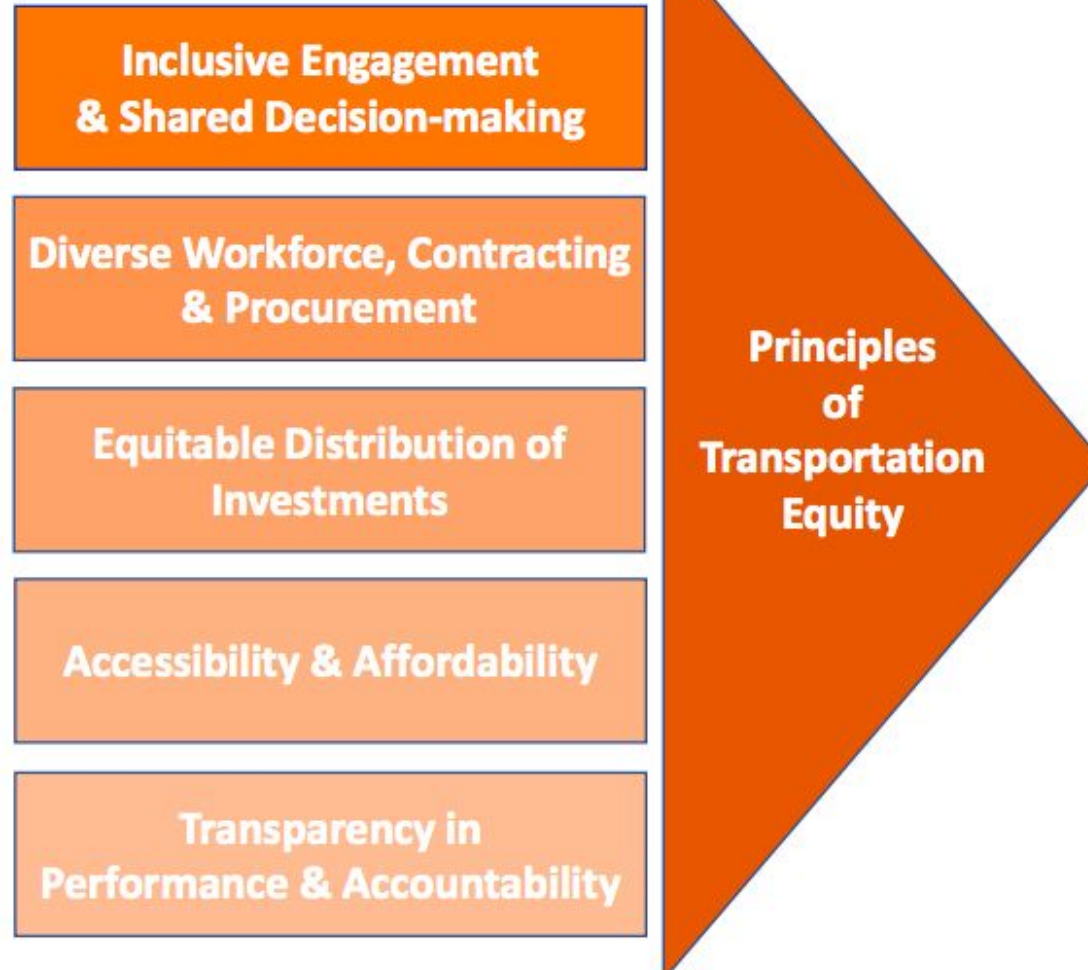 Inclusive Engagement
& Shared Decision-making
Diverse Workforce, Contracting
& Procurement
Equitable Distribution of
Investments
Accessibility & Affordability
Transparency in
Performance & Accountability
Principles
of
Transportation
Equity